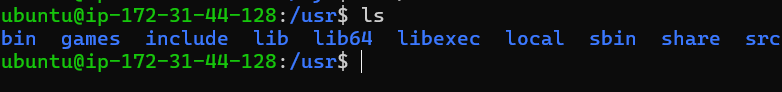 ubuntu@ip-172-31-44-128:/usr$ ls
bin  games  include  lib  lib64  libexec  local  sbin  share  src
ubuntu@ip-172-31-44-128:/usr$